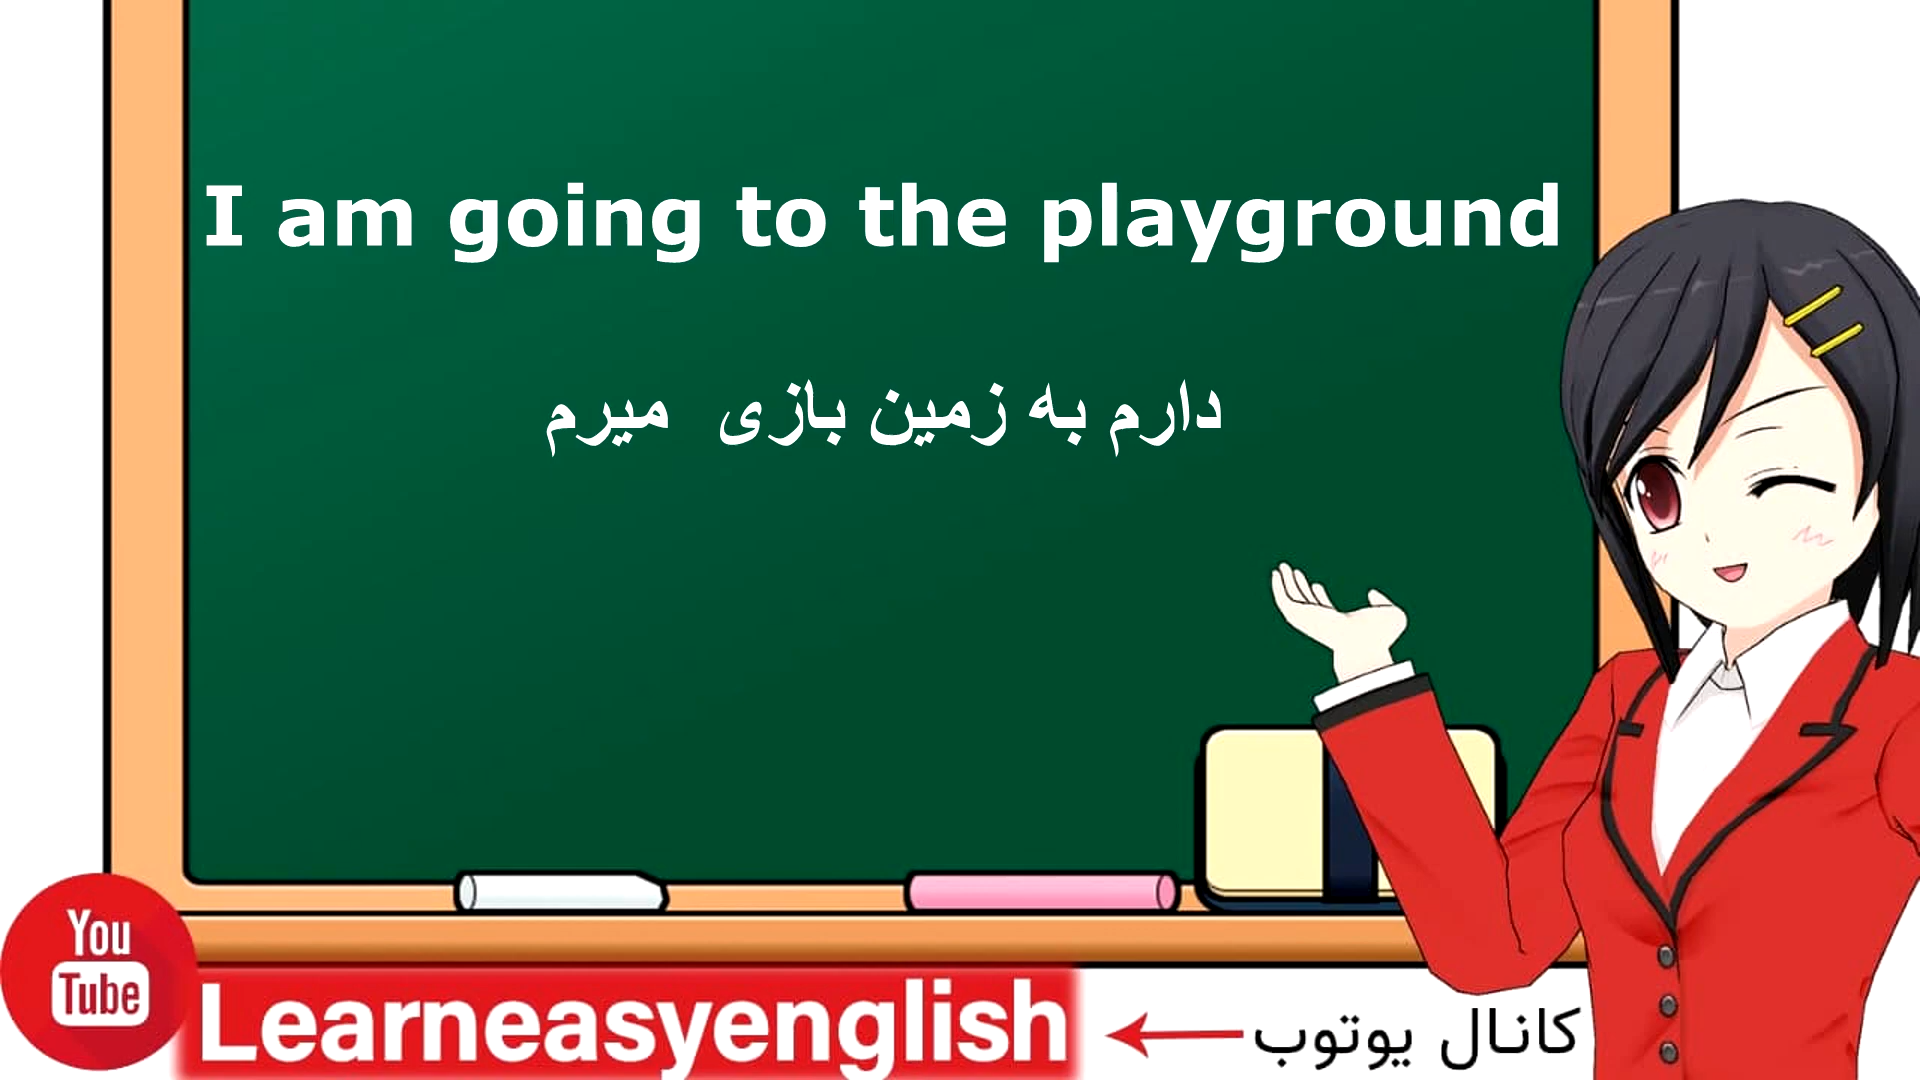 I am going to the playground
دارم به زمین بازی میرم
You
Tube
Learneasyenglish
کانال یوتوب